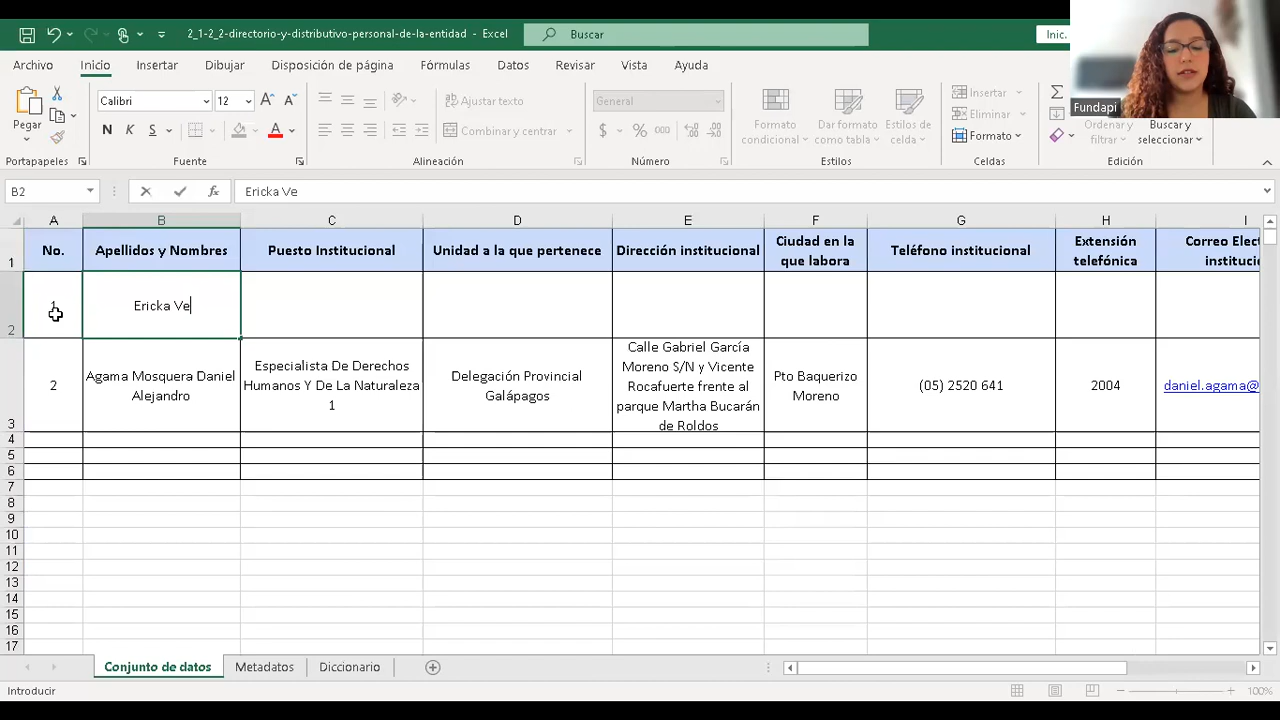 2_1-2_2-directorio-y-distributivo-personal-de-la-entidad - Excel
Buscar
Inic.
Fundapi
Archivo Inicio Insertar Dibujar Disposición de página Fórmulas Datos Revisar Vista Ayuda
Pegar
Portapapeles
Calibri 12
N K S
Fuente
Ajustar texto
Combinar y centrar
Alineación
General
$ % 000
Número
Formato condicional
Dar formato como tabla
Estilos de celda
Estilos
Insertar
Eliminar
Formato
Celdas
Ordenar y filtrar
Buscar y seleccionar
Edición
B2
fx
Ericka Ve
A B C D E F G H I
1
No.
Apellidos y Nombres
Puesto Institucional
Unidad a la que pertenece
Dirección institucional
Ciudad en la
que labora
Teléfono institucional
Extensión
telefónica
Correo Elect
institucio
2
1
Ericka Ve
3
2
Agama Mosquera Daniel
Alejandro
Especialista De Derechos
Humanos Y De La Naturaleza
1
Delegación Provincial
Galápagos
Calle Gabriel García
Moreno S/N y Vicente
Rocafuerte frente al
parque Martha Bucarán
de Roldos
Pto Baquerizo
Moreno
(05) 2520 641
2004
daniel.agama@
4
5
6
7
8
9
10
11
12
13
14
15
16
17
Conjunto de datos Metadatos Diccionario
Introducir
100%